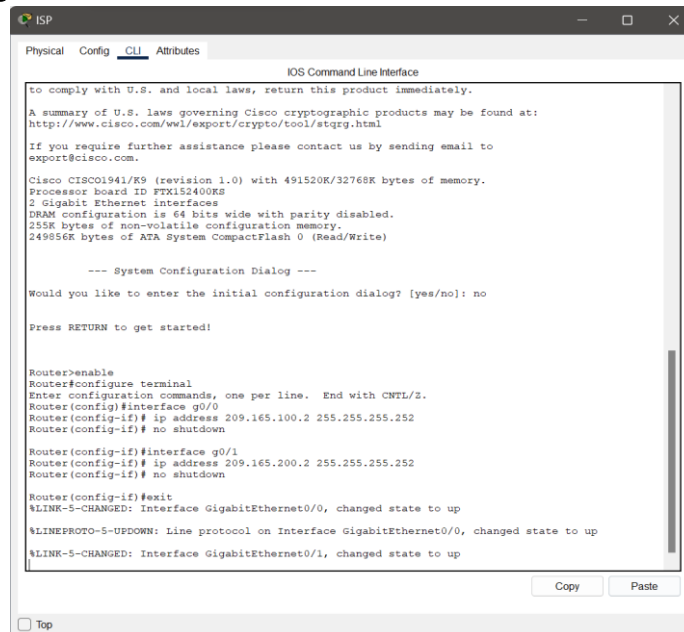 ISP
Physical Config CLI Attributes
IOS Command Line Interface
to comply with U.S. and local laws, return this product immediately.
A summary of U.S. laws governing Cisco cryptographic products may be found at:
http://www.cisco.com/wwl/export/crypto/tool/stqrg.html
If you require further assistance please contact us by sending email to
export@cisco.com.
Cisco CISCO1941/K9 (revision 1.0) with 491520K/32768K bytes of memory.
Processor board ID FTX152400KS
2 Gigabit Ethernet interfaces
DRAM configuration is 64 bits wide with parity disabled.
255K bytes of non-volatile configuration memory.
249856K bytes of ATA System CompactFlash 0 (Read/Write)
--- System Configuration Dialog ---
Would you like to enter the initial configuration dialog? [yes/no]: no
Press RETURN to get started!
Router>enable
Router#configure terminal
Enter configuration commands, one per line. End with CNTL/Z.
Router(config)#interface g0/0
Router(config-if)# ip address 209.165.100.2 255.255.255.252
Router(config-if)# no shutdown
Router(config-if)#interface g0/1
Router(config-if)# ip address 209.165.200.2 255.255.255.252
Router(config-if)# no shutdown
Router(config-if)#exit
%LINK-5-CHANGED: Interface GigabitEthernet0/0, changed state to up
%LINEPROTO-5-UPDOWN: Line protocol on Interface GigabitEthernet0/0, changed state to up
%LINK-5-CHANGED: Interface GigabitEthernet0/1, changed state to up
Copy Paste
Top